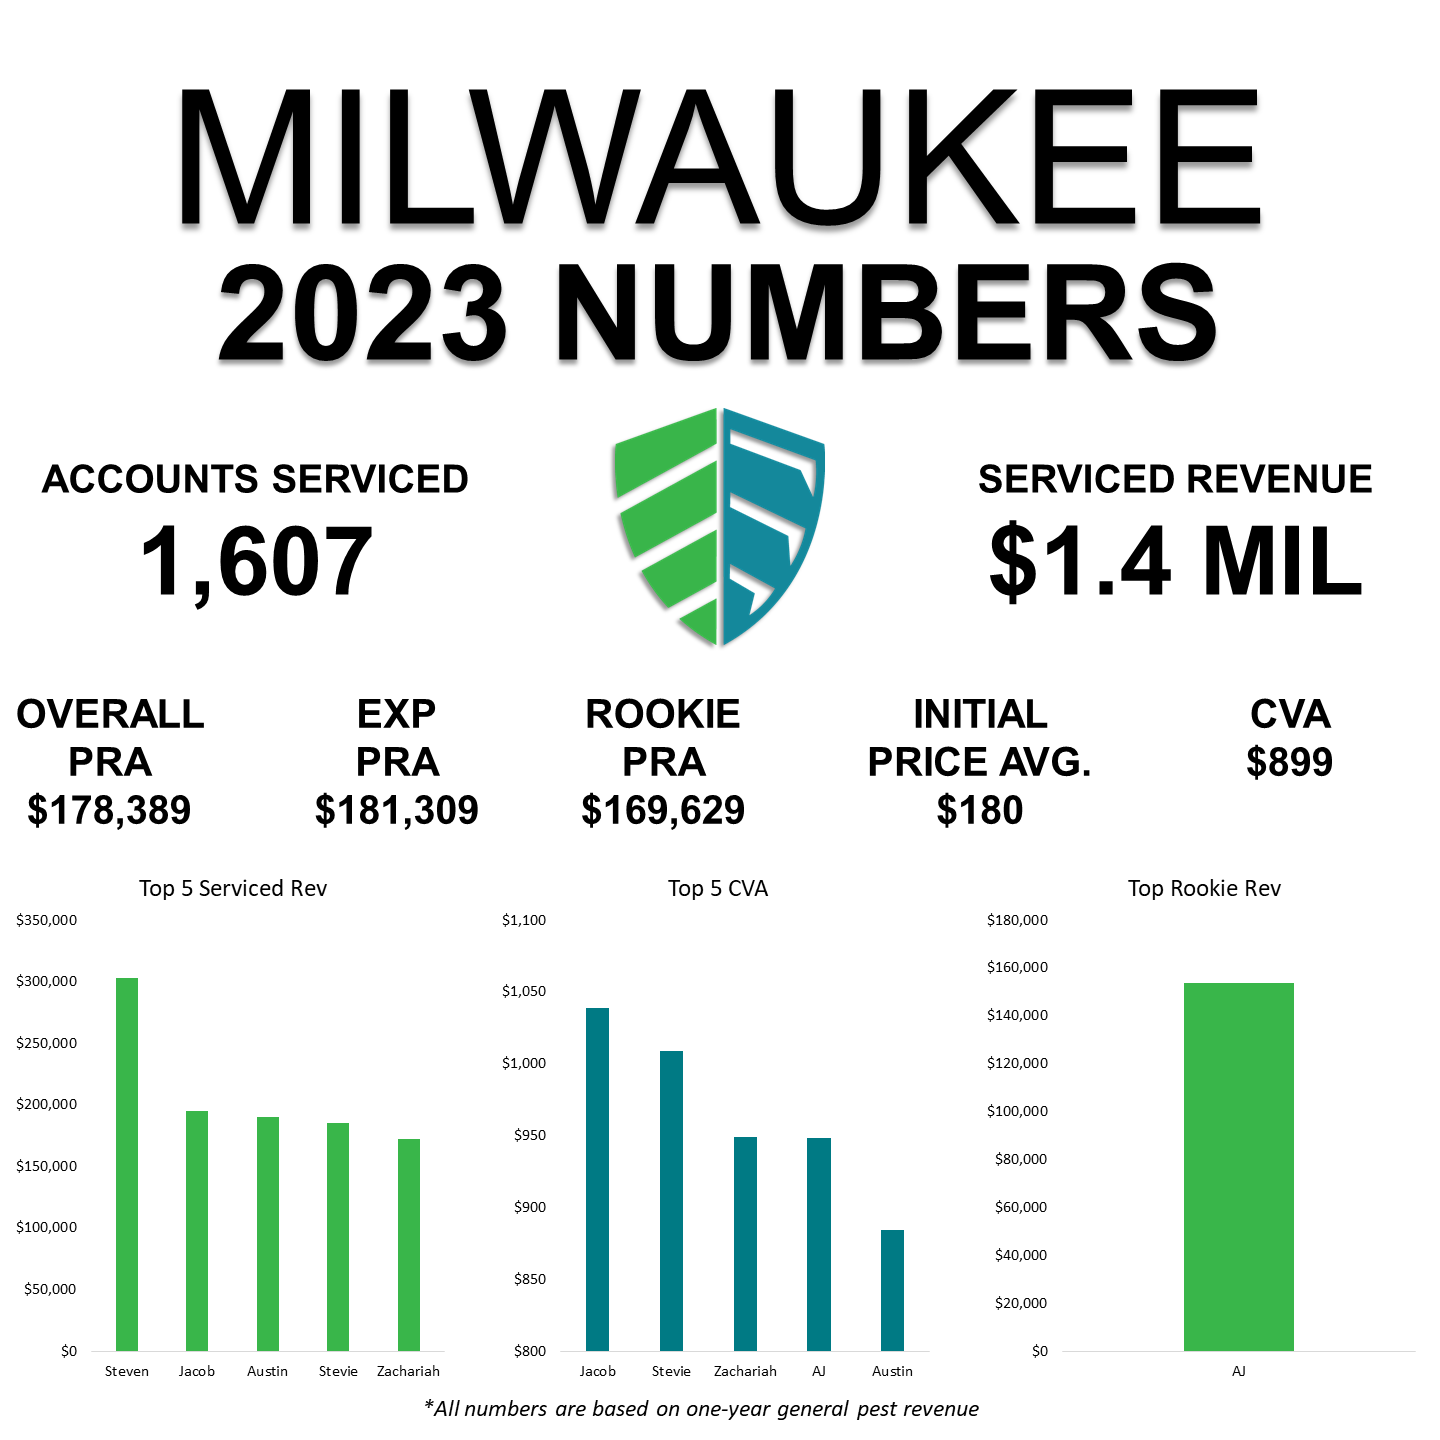 MILWAUKEE
2023 NUMBERS
ACCOUNTS SERVICED
1,607
SERVICED REVENUE
$1.4 MIL
OVERALL
PRA
$178,389
EXP
PRA
$181,309
ROOKIE
PRA
$169,629
INITIAL
PRICE AVG.
$180
CVA
$899
Top 5 Serviced Rev
$350,000
$300,000
$250,000
$200,000
$150,000
$100,000
$50,000
$0
Steven Jacob Austin Stevie Zachariah
Top 5 CVA
$1,100
$1,050
$1,000
$950
$900
$850
$800
Jacob Stevie Zachariah AJ Austin
Top Rookie Rev
$180,000
$160,000
$140,000
$120,000
$100,000
$80,000
$60,000
$40,000
$20,000
$0
AJ
*All numbers are based on one-year general pest revenue